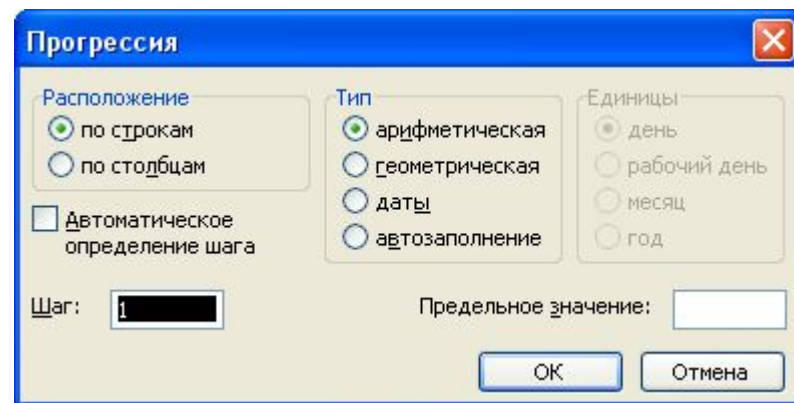 Прогрессия
Расположение
по строкам
по столбцам
Автоматическое
определение шага
Тип
арифметическая
геометрическая
даты
автозаполнение
Единицы
день
рабочий день
месяц
год
Шаг: 1
Предельное значение:
ОК
Отмена